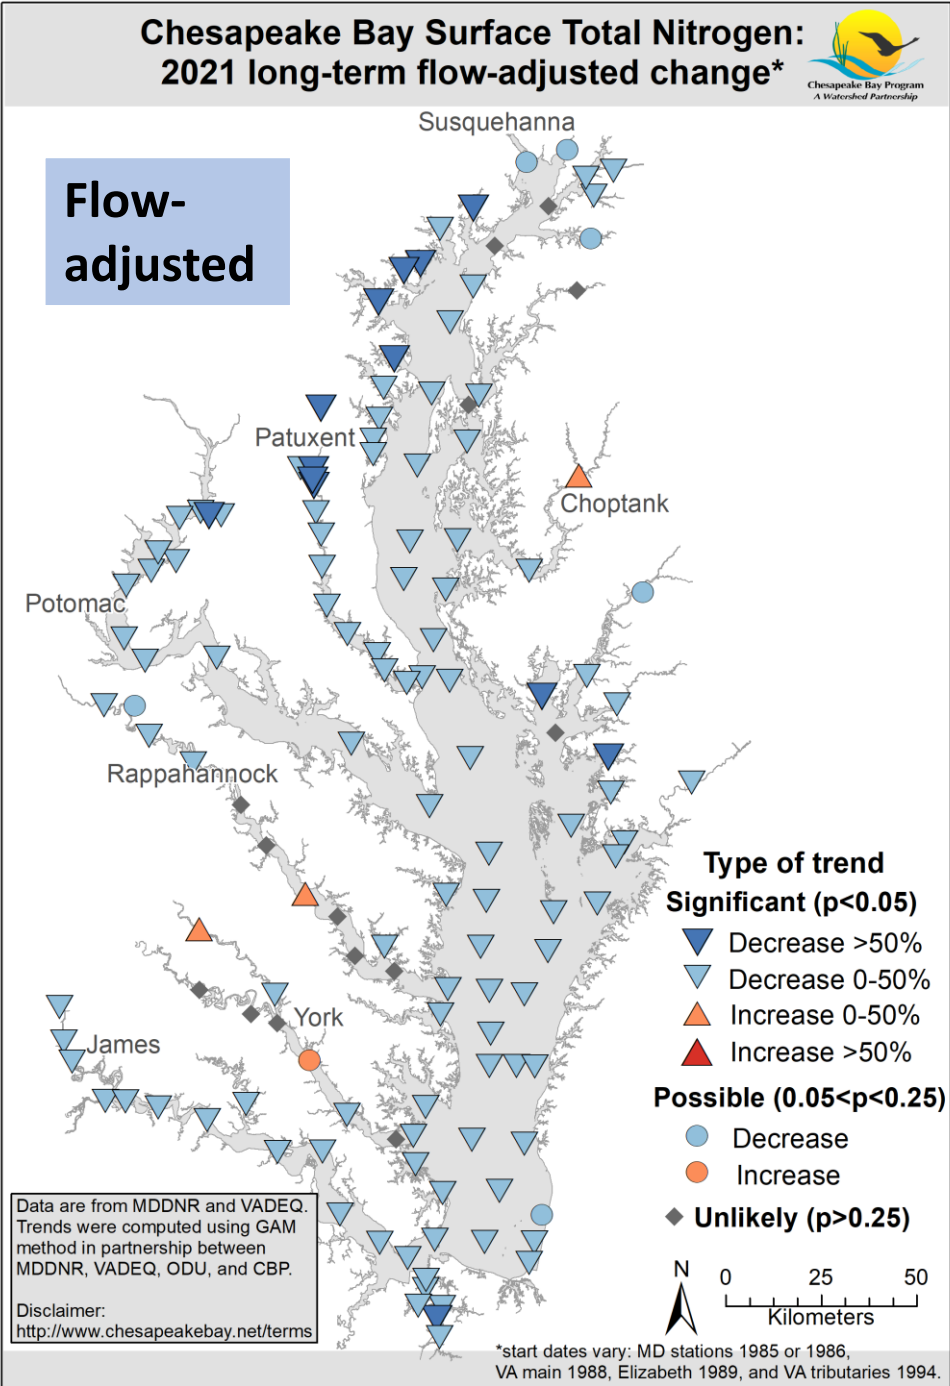 Chesapeake Bay Surface Total Nitrogen:
2021 long-term flow-adjusted change*
Chesapeake Bay Program
A Watershed Partnership
Susquehanna
Flow-
adjusted
Patuxent
Choptank
Potomac
Rappahannock
York
James
Type of trend
Significant (p<0.05)
Decrease >50%
Decrease 0-50%
Increase 0-50%
Increase >50%
Possible (0.05<p<0.25)
Decrease
Increase
Unlikely (p>0.25)
Data are from MDDNR and VADEQ.
Trends were computed using GAM
method in partnership between
MDDNR, VADEQ, ODU, and CBP.
Disclaimer:
http://www.chesapeakebay.net/terms
N
0 25 50
Kilometers
*start dates vary: MD stations 1985 or 1986,
VA main 1988, Elizabeth 1989, and VA tributaries 1994.